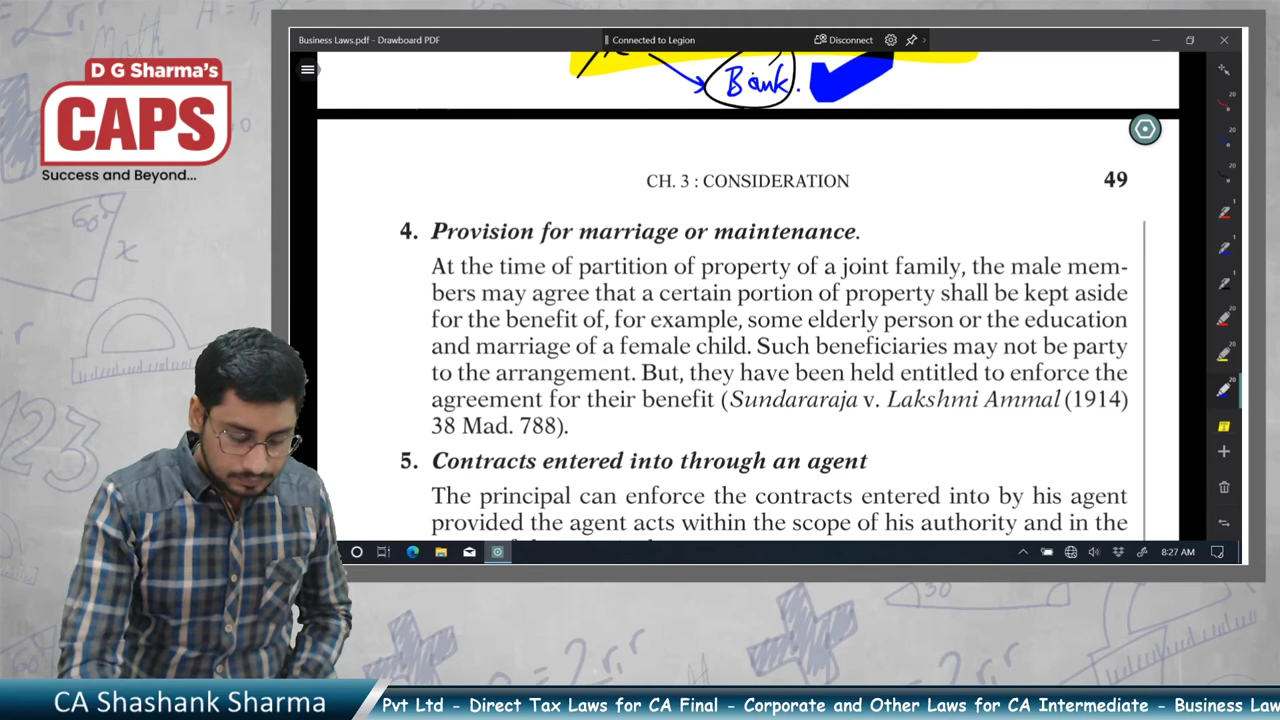 D G Sharma's
CAPS
Success and Beyond...
Business Laws.pdf - Drawboard PDF
Connected to Legion
Disconnect
Bank.
CH. 3 : CONSIDERATION 49
4. Provision for marriage or maintenance.
At the time of partition of property of a joint family, the male mem-
bers may agree that a certain portion of property shall be kept aside
for the benefit of, for example, some elderly person or the education
and marriage of a female child. Such beneficiaries may not be party
to the arrangement. But, they have been held entitled to enforce the
agreement for their benefit (Sundararaja v. Lakshmi Ammal (1914)
38 Mad. 788).
5. Contracts entered into through an agent
The principal can enforce the contracts entered into by his agent
provided the agent acts within the scope of his authority and in the
8:27 AM
CA Shashank Sharma
Pvt Ltd - Direct Tax Laws for CA Final - Corporate and Other Laws for CA Intermediate - Business Law